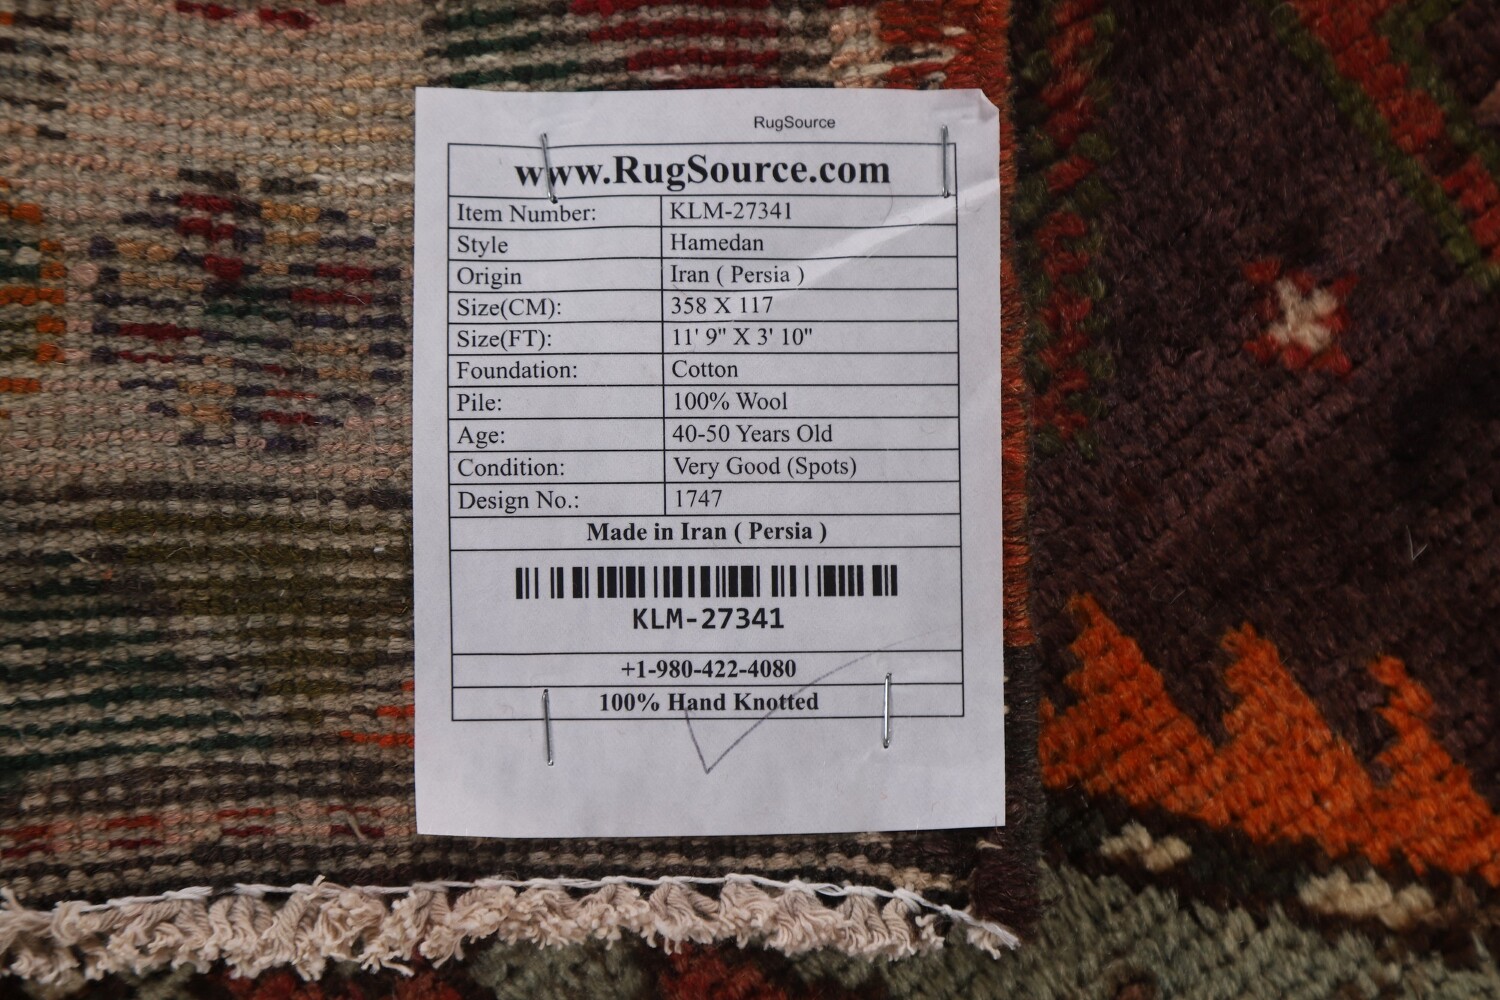 RugSource
www.RugSource.com
Item Number: KLM-27341
Style Hamedan
Origin Iran ( Persia )
Size(CM): 358 X 117
Size(FT): 11' 9" X 3' 10"
Foundation: Cotton
Pile: 100% Wool
Age: 40-50 Years Old
Condition: Very Good (Spots)
Design No.: 1747
Made in Iran ( Persia )
KLM-27341
+1-980-422-4080
100% Hand Knotted